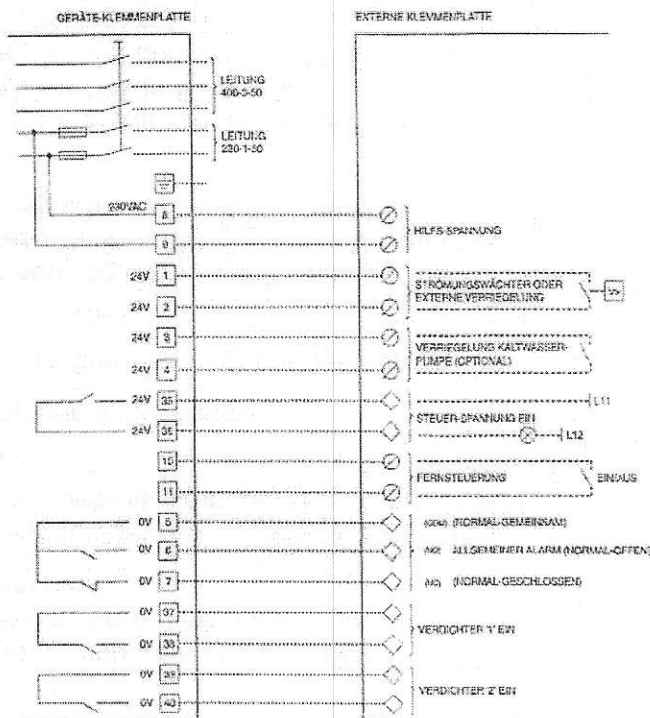 GERÄTE-KLEMMENPLATTE
EXTERNE KLEMMENPLATTE
LEITUNG
400-3-50
LEITUNG
230-1-50
230VAC 8
9
HILFS-SPANNUNG
24V 1
24V 2
STRÖMUNGSWÄCHTER ODER
EXTERNE VERRIEGELUNG
24V 3
24V 4
VERRIEGELUNG KALTWASSER-
PUMPE (OPTIONAL)
24V 35
24V 36
STEUER-SPANNUNG EIN
L11
L12
10
11
FERNSTEUERUNG
EIN/AUS
0V 5
(COM) (NORMAL-GEMEINSAM)
0V 6
(NO) ALLGEMEINER ALARM (NORMAL-OFFEN)
0V 7
(NC) (NORMAL-GESCHLOSSEN)
0V 37
0V 38
VERDICHTER '1' EIN
0V 39
0V 40
VERDICHTER '2' EIN